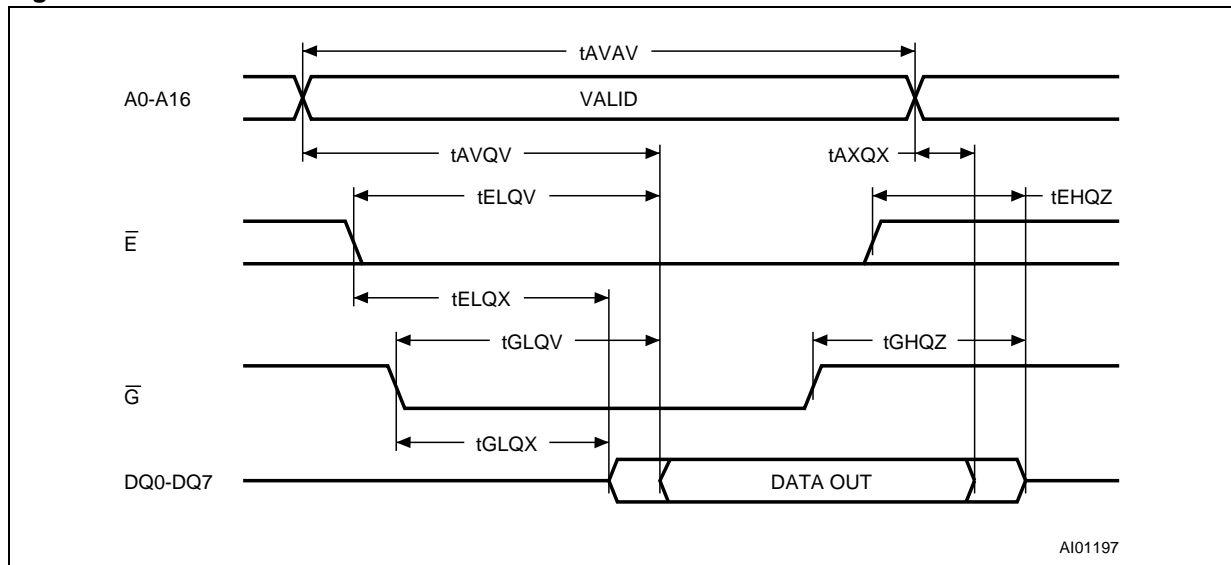 tAVAV
A0-A16
VALID
tAVQV
tAXQX
tELQV
tEHQZ
E̅
tELQX
tGLQV
tGHQZ
G̅
tGLQX
DQ0-DQ7
DATA OUT
AI01197